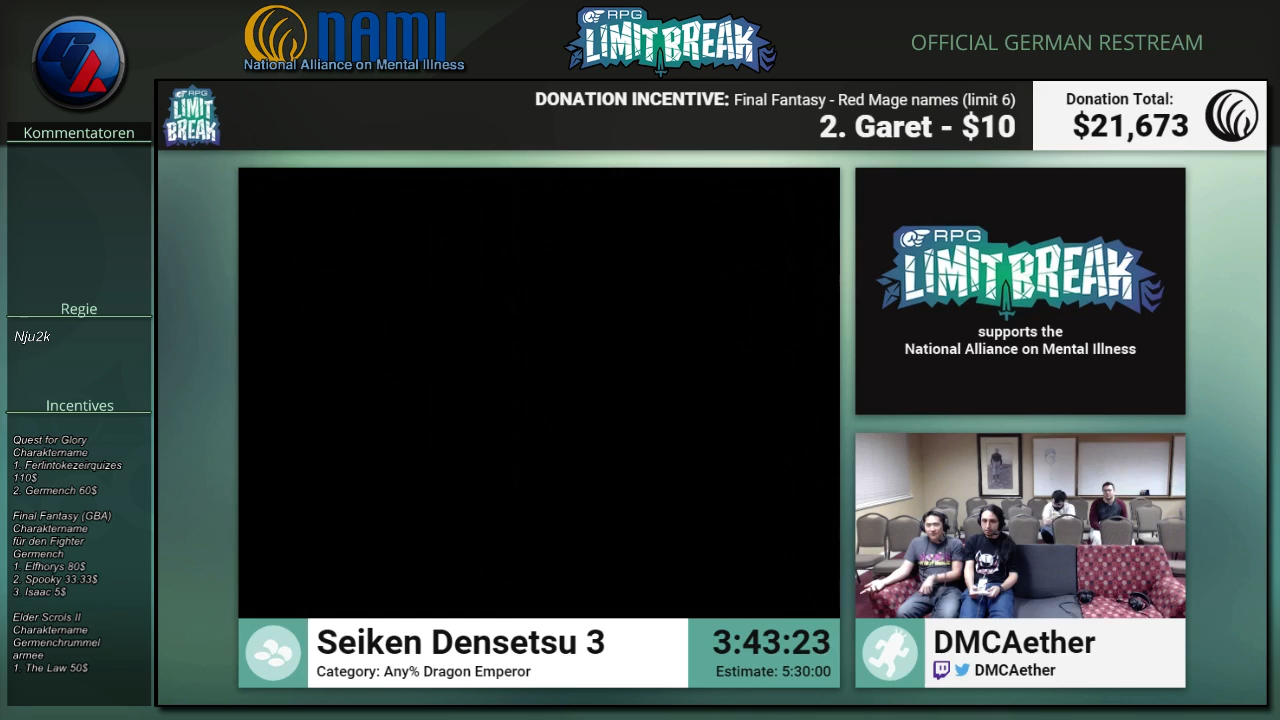 NAMI
National Alliance on Mental Illness
RPG
LIMIT BREAK
OFFICIAL GERMAN RESTREAM
Kommentatoren
Regie
Nju2k
Incentives
Quest for Glory
Charaktername
1. Ferlintokezeirquizes
110$
2. Germench 60$
Final Fantasy (GBA)
Charaktername
für den Fighter
Germench
1. Elfhorys 80$
2. Spooky 33.33$
3. Isaac 5$
Elder Scrolls II
Charaktername
Germenchrummel
armee
1. The Law 50$
RPG
LIMIT
BREAK
DONATION INCENTIVE: Final Fantasy - Red Mage names (limit 6)
2. Garet - $10
Donation Total:
$21,673
RPG
LIMIT BREAK
supports the
National Alliance on Mental Illness
Seiken Densetsu 3
Category: Any% Dragon Emperor
3:43:23
Estimate: 5:30:00
DMCAether
DMCAether